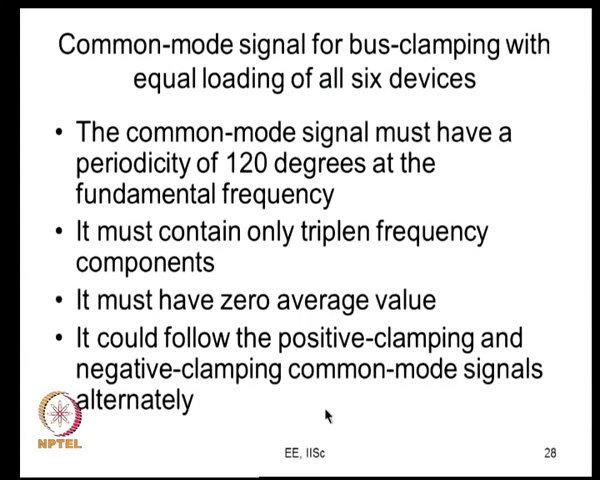 Common-mode signal for bus-clamping with
equal loading of all six devices
• The common-mode signal must have a
periodicity of 120 degrees at the
fundamental frequency
• It must contain only triplen frequency
components
• It must have zero average value
• It could follow the positive-clamping and
negative-clamping common-mode signals
alternately
NPTEL
EE, IISc
28